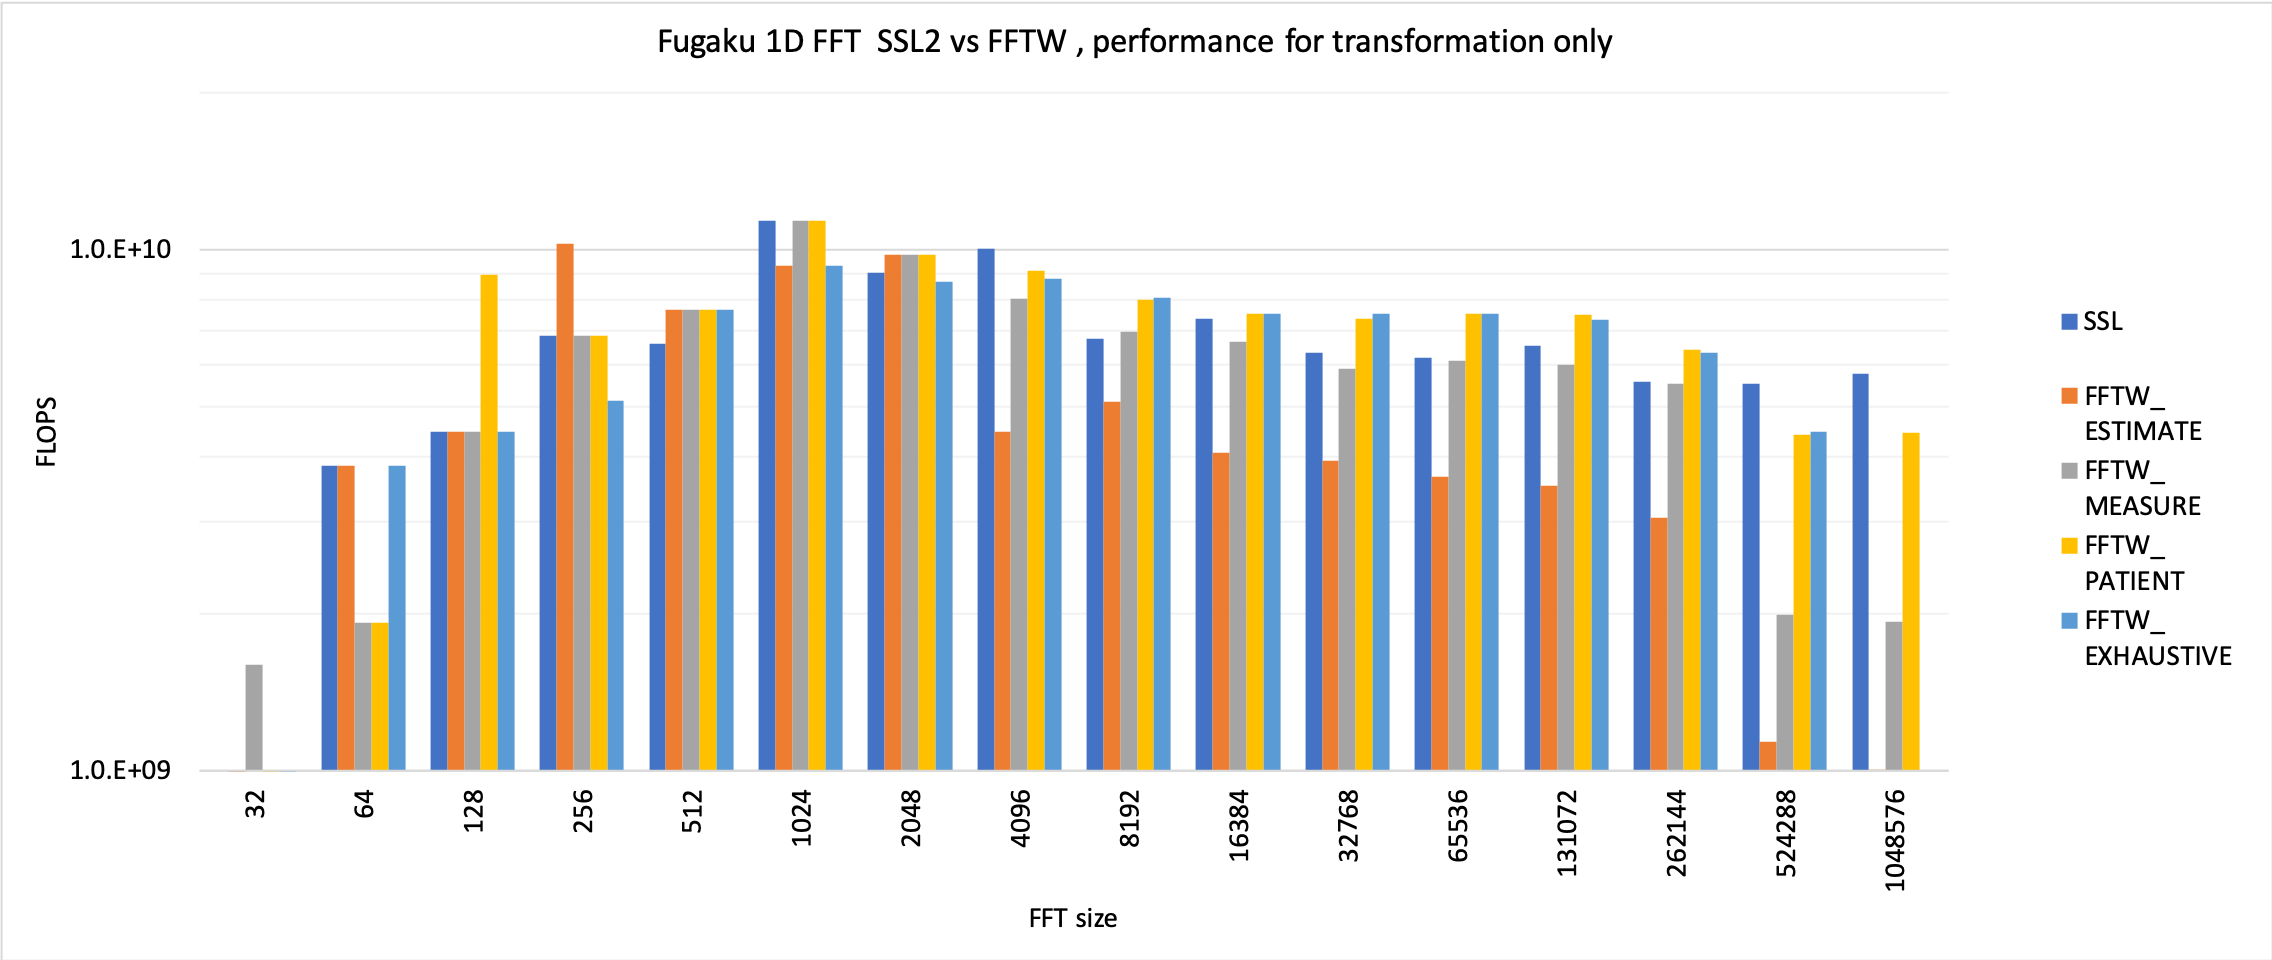 Fugaku 1D FFT  SSL2 vs FFTW , performance for transformation only
1.0.E+10
1.0.E+09
FLOPS
32
64
128
256
512
1024
2048
4096
8192
16384
32768
65536
131072
262144
524288
1048576
FFT size
SSL
FFTW_
ESTIMATE
FFTW_
MEASURE
FFTW_
PATIENT
FFTW_
EXHAUSTIVE